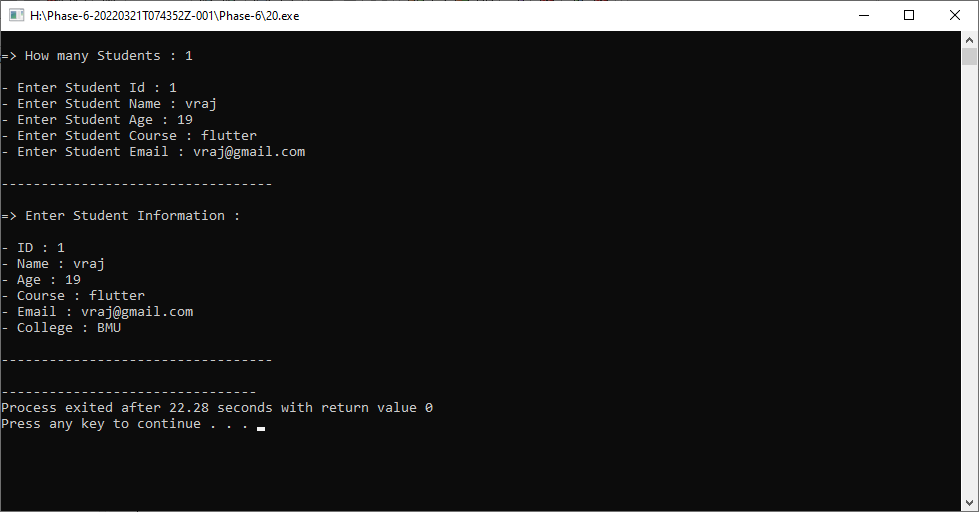 H:\Phase-6-20220321T074352Z-001\Phase-6\20.exe
=> How many Students : 1
- Enter Student Id : 1
- Enter Student Name : vraj
- Enter Student Age : 19
- Enter Student Course : flutter
- Enter Student Email : vraj@gmail.com
----------------------------------
=> Enter Student Information :
- ID : 1
- Name : vraj
- Age : 19
- Course : flutter
- Email : vraj@gmail.com
- College : BMU
----------------------------------
--------------------------------
Process exited after 22.28 seconds with return value 0
Press any key to continue . . .